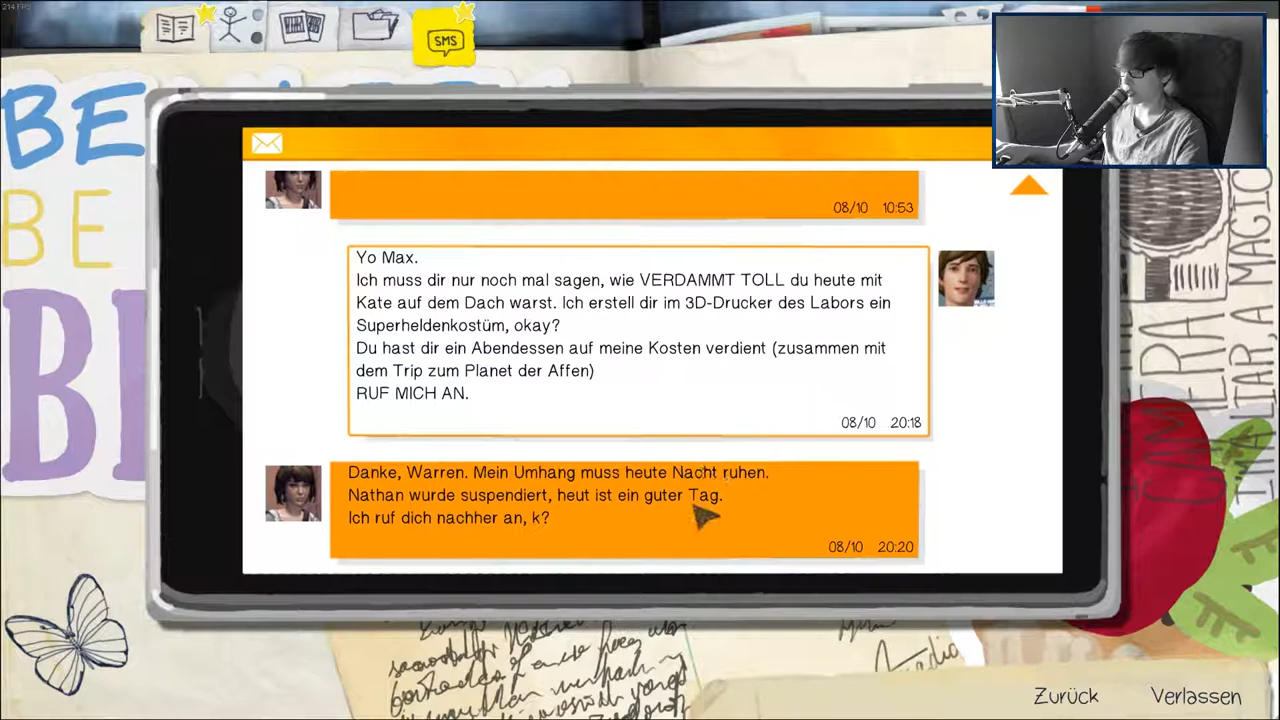 214 FPS
SMS
BE
BE
08/10 10:53
Yo Max.
Ich muss dir nur noch mal sagen, wie VERDAMMT TOLL du heute mit
Kate auf dem Dach warst. Ich erstell dir im 3D-Drucker des Labors ein
Superheldenkostüm, okay?
Du hast dir ein Abendessen auf meine Kosten verdient (zusammen mit
dem Trip zum Planet der Affen)
RUF MICH AN.
08/10 20:18
Danke, Warren. Mein Umhang muss heute Nacht ruhen.
Nathan wurde suspendiert, heut ist ein guter Tag.
Ich ruf dich nachher an, k?
08/10 20:20
Zurück Verlassen